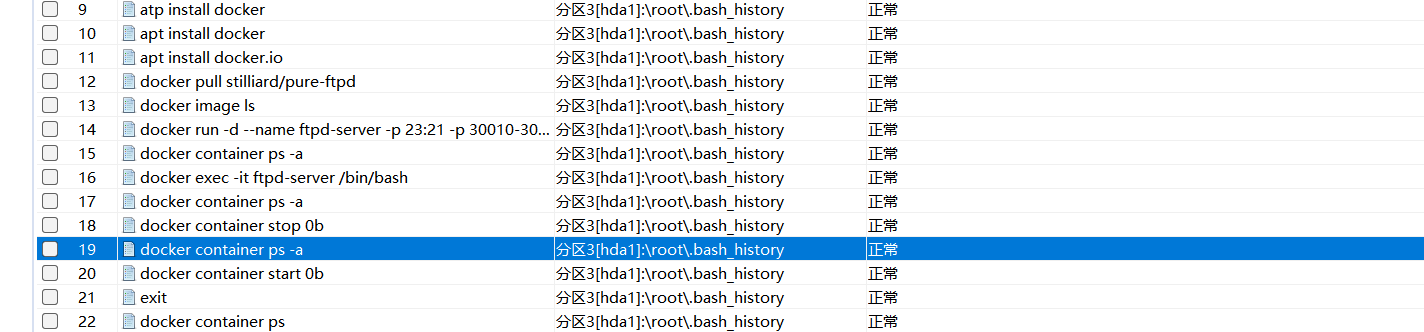 9 atp install docker 分区3[hda1]:\root\.bash_history 正常
10 apt install docker 分区3[hda1]:\root\.bash_history 正常
11 apt install docker.io 分区3[hda1]:\root\.bash_history 正常
12 docker pull stilliard/pure-ftpd 分区3[hda1]:\root\.bash_history 正常
13 docker image ls 分区3[hda1]:\root\.bash_history 正常
14 docker run -d --name ftpd-server -p 23:21 -p 30010-30... 分区3[hda1]:\root\.bash_history 正常
15 docker container ps -a 分区3[hda1]:\root\.bash_history 正常
16 docker exec -it ftpd-server /bin/bash 分区3[hda1]:\root\.bash_history 正常
17 docker container ps -a 分区3[hda1]:\root\.bash_history 正常
18 docker container stop 0b 分区3[hda1]:\root\.bash_history 正常
19 docker container ps -a 分区3[hda1]:\root\.bash_history 正常
20 docker container start 0b 分区3[hda1]:\root\.bash_history 正常
21 exit 分区3[hda1]:\root\.bash_history 正常
22 docker container ps 分区3[hda1]:\root\.bash_history 正常